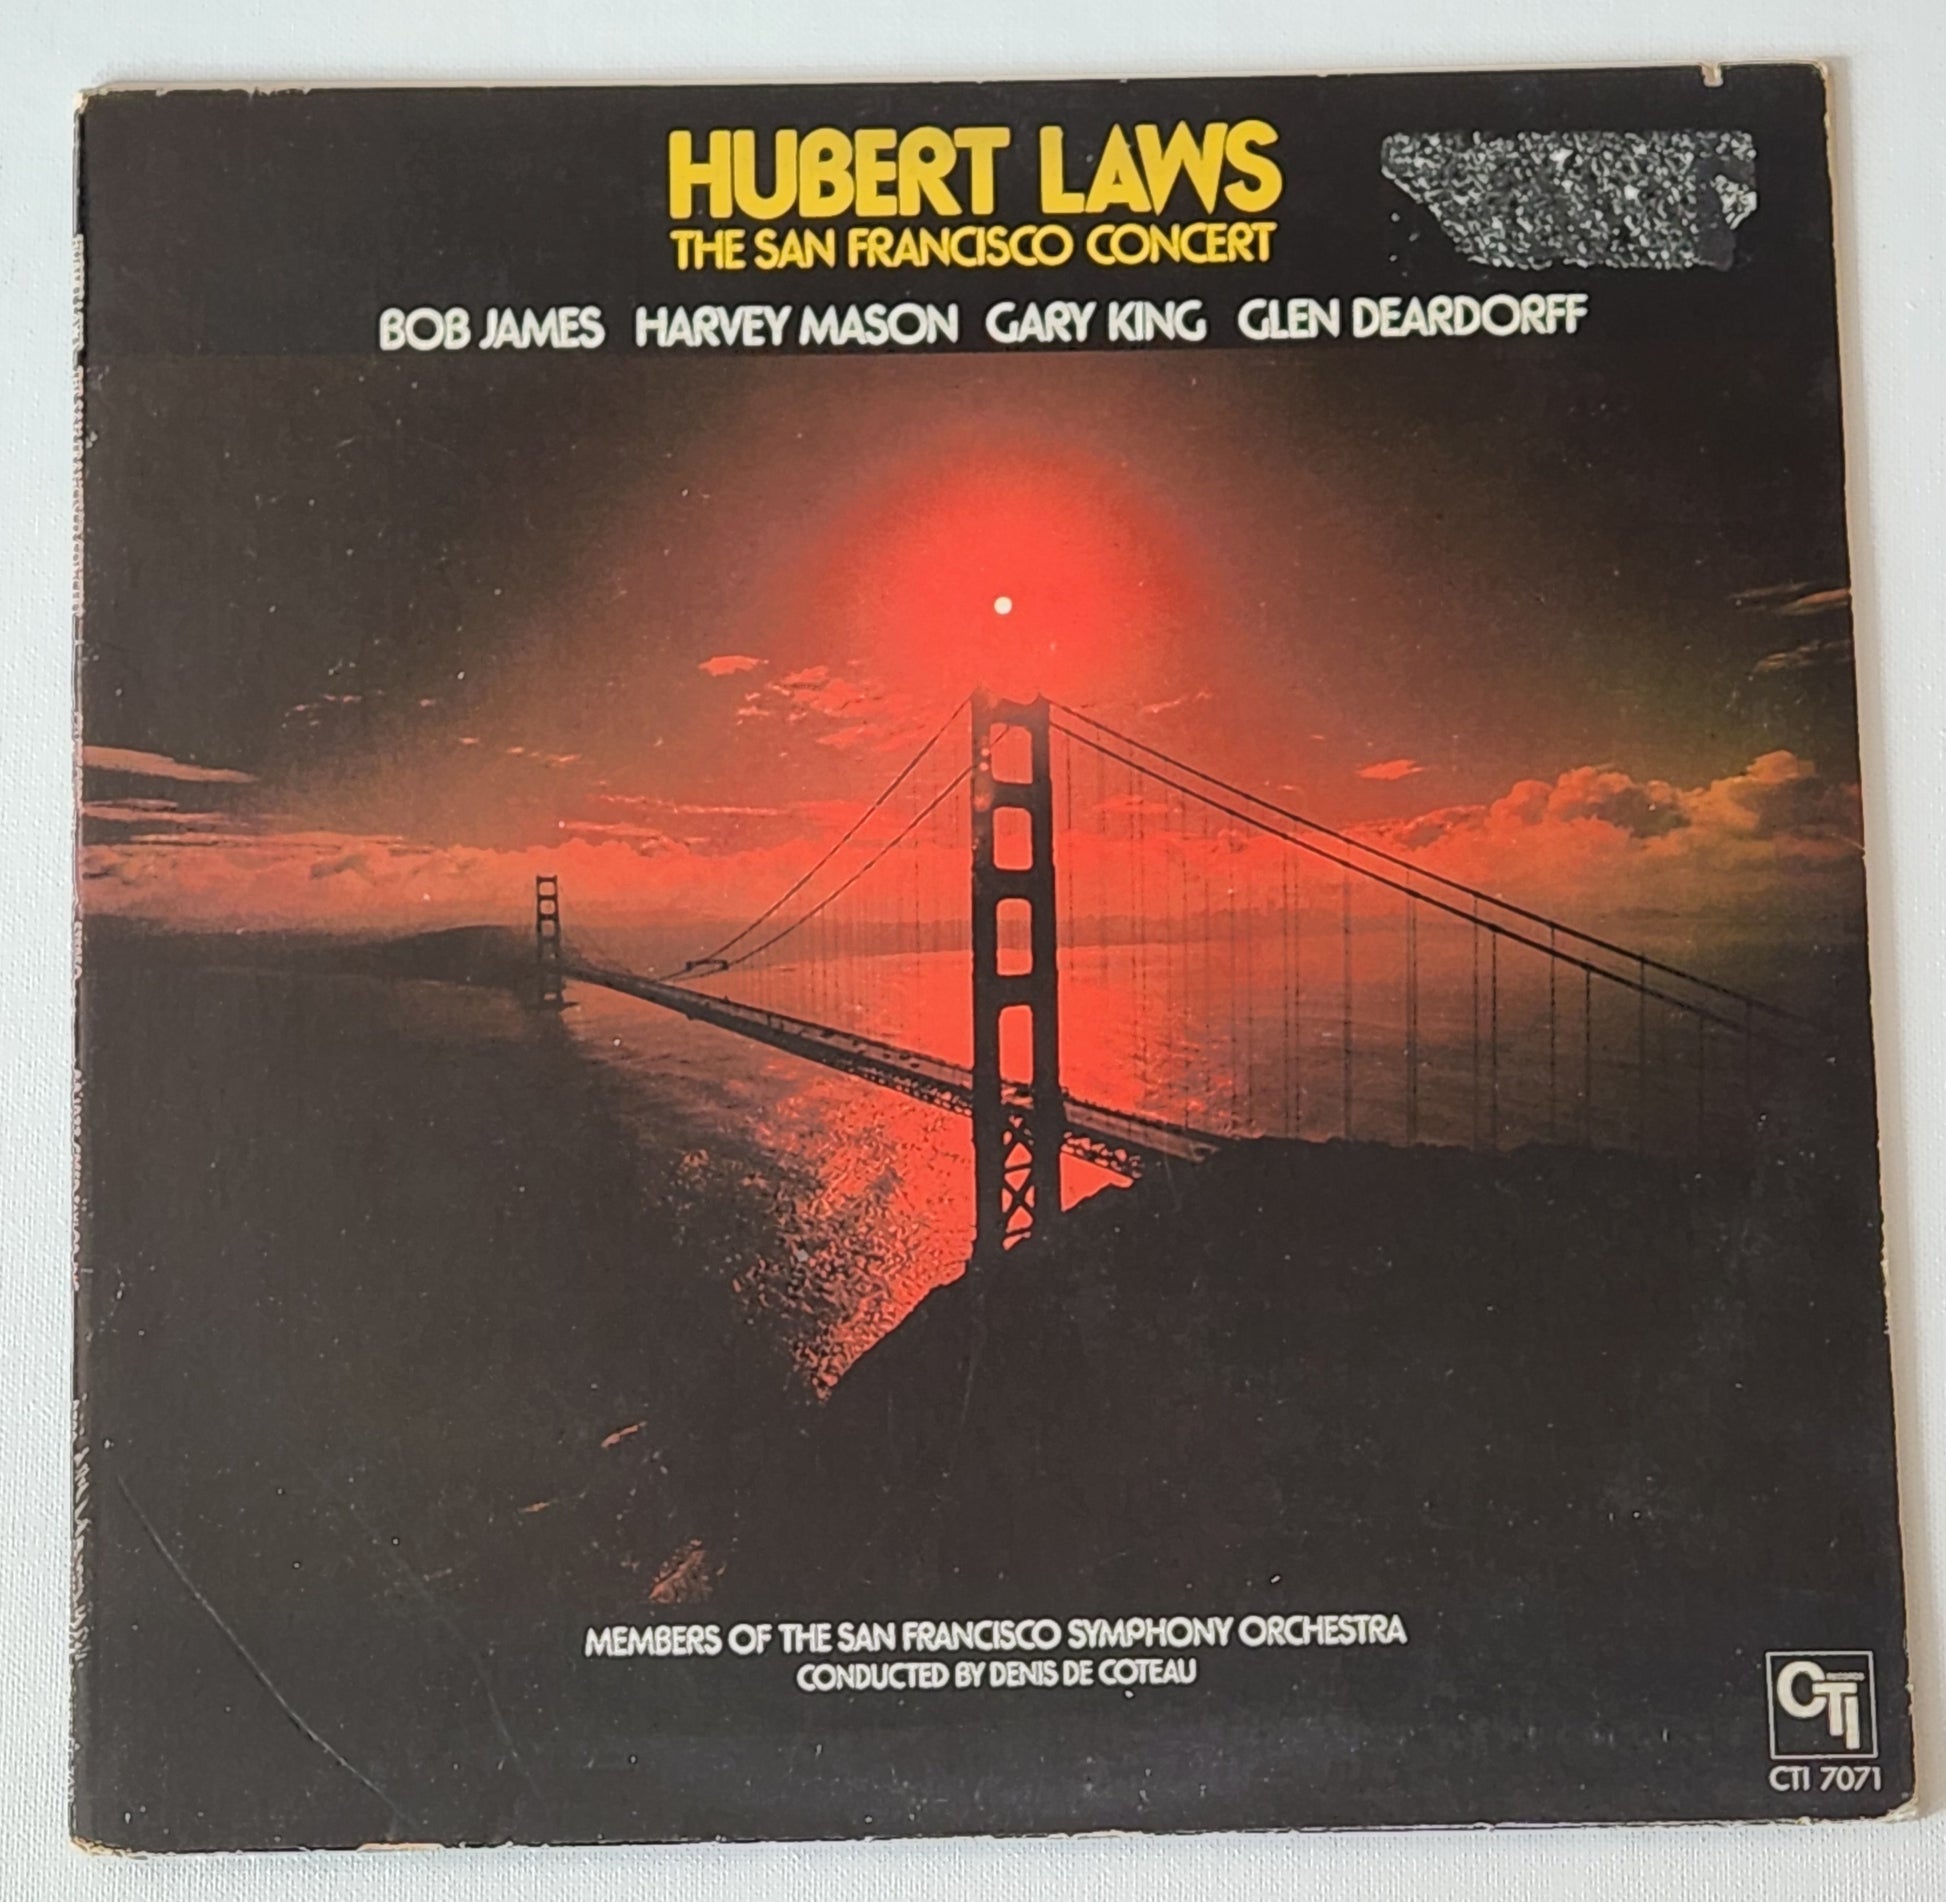 HUBERT LAWS
THE SAN FRANCISCO CONCERT
BOB JAMES HARVEY MASON GARY KING GLEN DEARDORFF
MEMBERS OF THE SAN FRANCISCO SYMPHONY ORCHESTRA
CONDUCTED BY DENIS DE COTEAU
CTI
CTI 7071